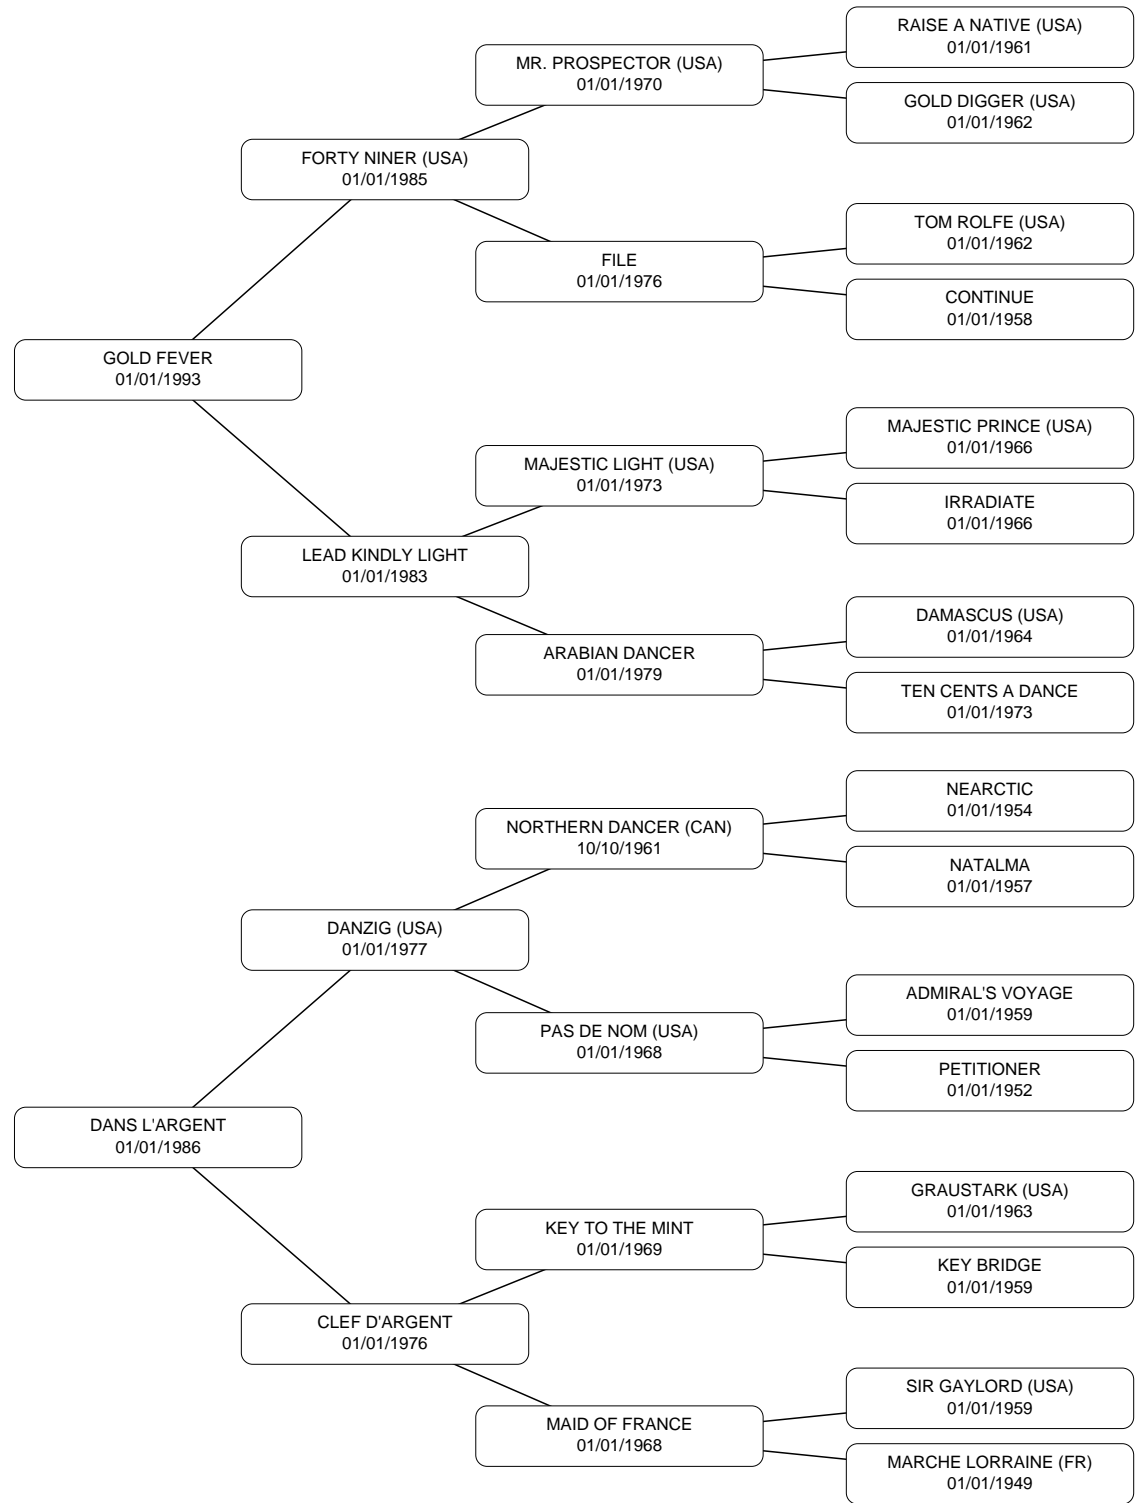 RAISE A NATIVE (USA)
01/01/1961
MR. PROSPECTOR (USA)
01/01/1970
GOLD DIGGER (USA)
01/01/1962
FORTY NINER (USA)
01/01/1985
TOM ROLFE (USA)
01/01/1962
FILE
01/01/1976
CONTINUE
01/01/1958
GOLD FEVER
01/01/1993
MAJESTIC PRINCE (USA)
01/01/1966
MAJESTIC LIGHT (USA)
01/01/1973
IRRADIATE
01/01/1966
LEAD KINDLY LIGHT
01/01/1983
DAMASCUS (USA)
01/01/1964
ARABIAN DANCER
01/01/1979
TEN CENTS A DANCE
01/01/1973
NEARCTIC
01/01/1954
NORTHERN DANCER (CAN)
10/10/1961
NATALMA
01/01/1957
DANZIG (USA)
01/01/1977
ADMIRAL'S VOYAGE
01/01/1959
PAS DE NOM (USA)
01/01/1968
PETITIONER
01/01/1952
DANS L'ARGENT
01/01/1986
GRAUSTARK (USA)
01/01/1963
KEY TO THE MINT
01/01/1969
KEY BRIDGE
01/01/1959
CLEF D'ARGENT
01/01/1976
SIR GAYLORD (USA)
01/01/1959
MAID OF FRANCE
01/01/1968
MARCHE LORRAINE (FR)
01/01/1949